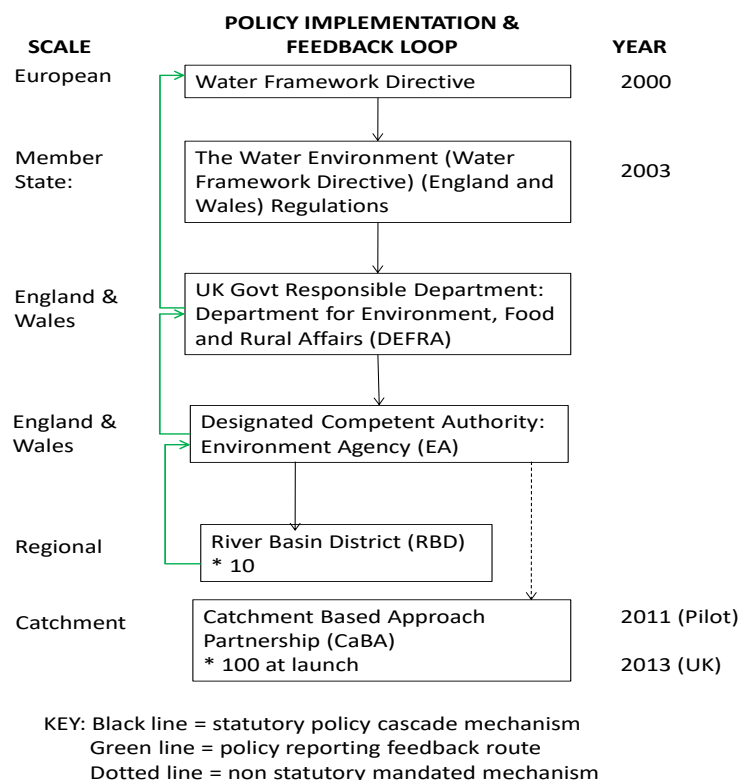 SCALE
POLICY IMPLEMENTATION &
FEEDBACK LOOP
YEAR
European
Water Framework Directive
2000
Member
State:
The Water Environment (Water
Framework Directive) (England and
Wales) Regulations
2003
England &
Wales
UK Govt Responsible Department:
Department for Environment, Food
and Rural Affairs (DEFRA)
England &
Wales
Designated Competent Authority:
Environment Agency (EA)
Regional
River Basin District (RBD)
* 10
Catchment
Catchment Based Approach
Partnership (CaBA)
* 100 at launch
2011 (Pilot)
2013 (UK)
KEY: Black line = statutory policy cascade mechanism
Green line = policy reporting feedback route
Dotted line = non statutory mandated mechanism